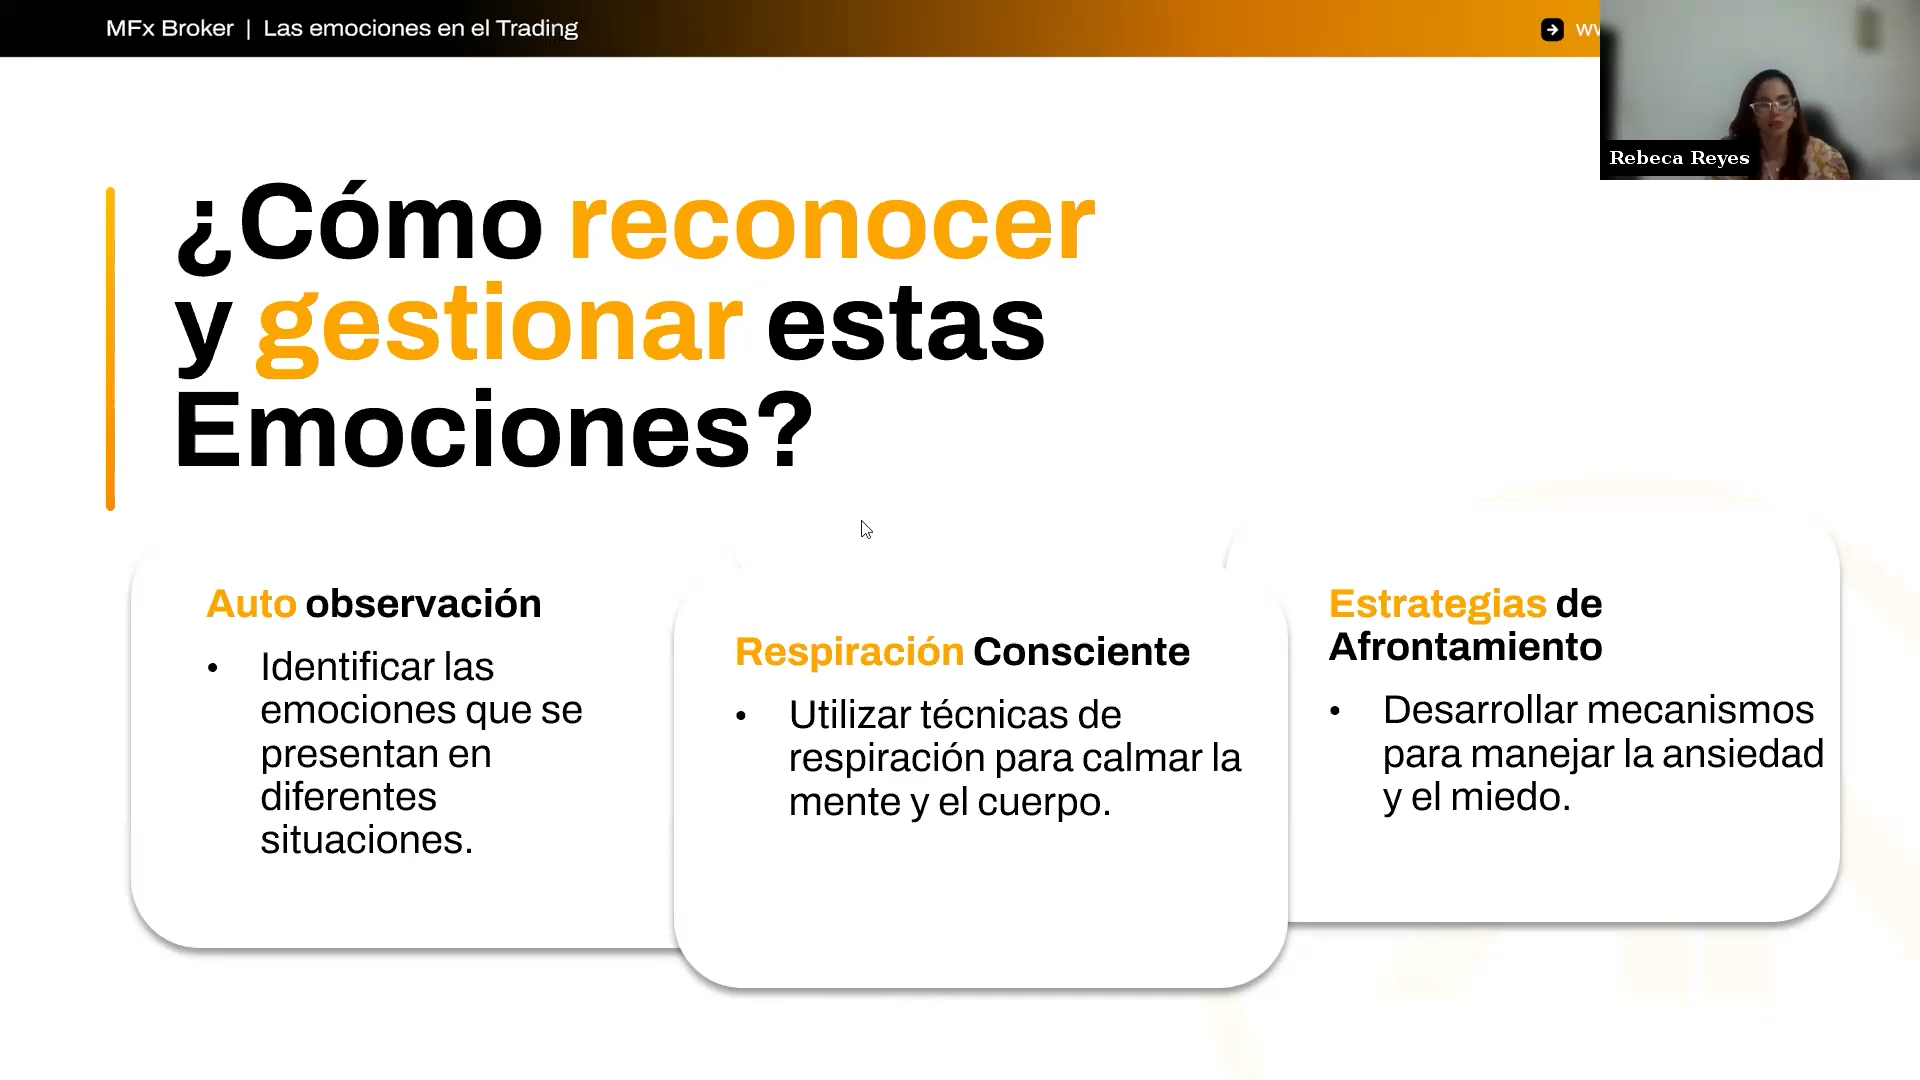 MFx Broker | Las emociones en el Trading
Rebeca Reyes
¿Cómo reconocer
y gestionar estas
Emociones?
Auto observación
• Identificar las
emociones que se
presentan en
diferentes
situaciones.
Respiración Consciente
• Utilizar técnicas de
respiración para calmar la
mente y el cuerpo.
Estrategias de
Afrontamiento
• Desarrollar mecanismos
para manejar la ansiedad
y el miedo.